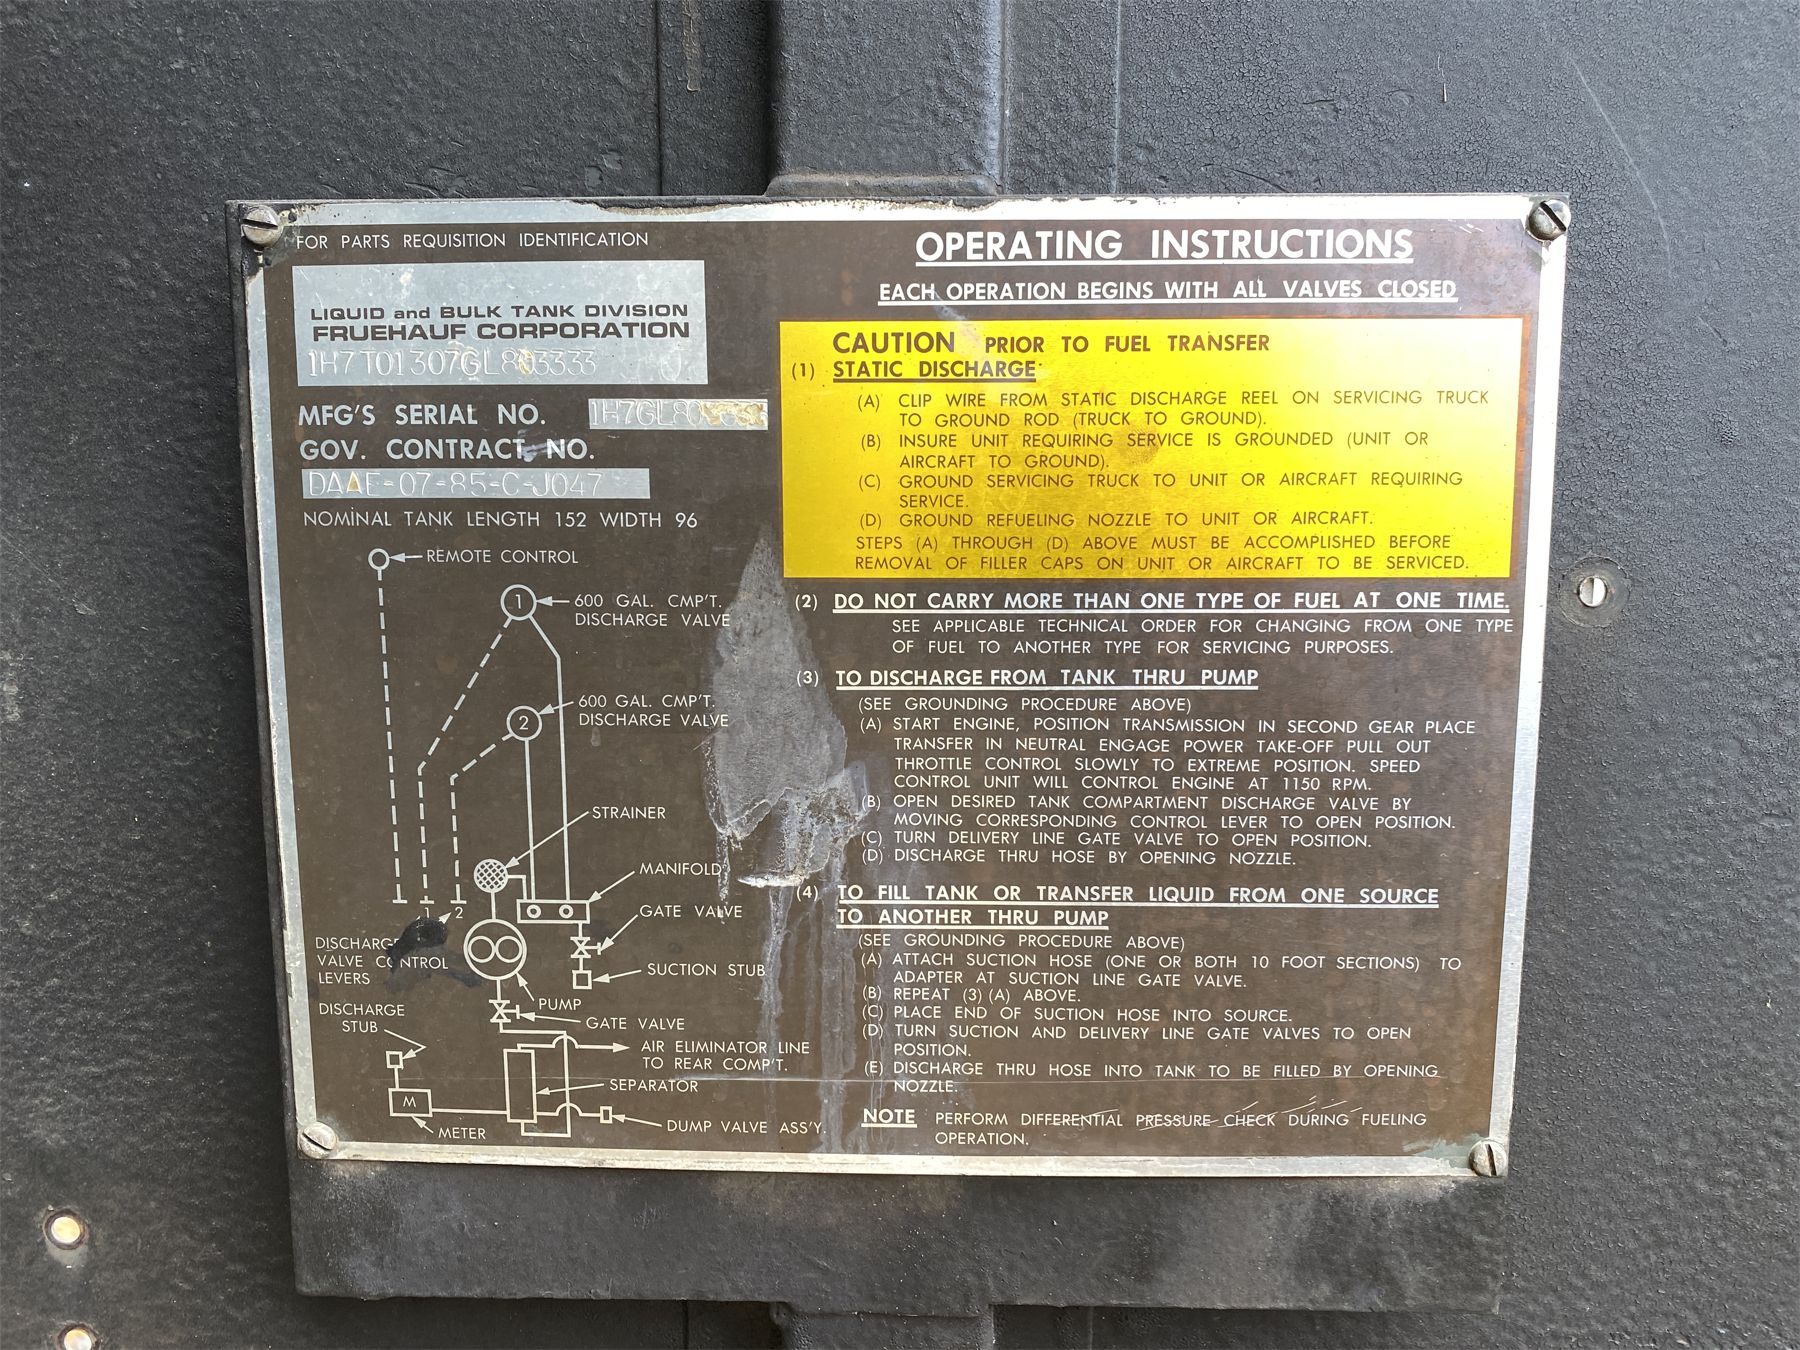 FOR PARTS REQUISITION IDENTIFICATION
LIQUID and BULK TANK DIVISION
FRUEHAUF CORPORATION
1H7T01307GL803333
MFG'S SERIAL NO.
GOV. CONTRACT NO.
DAAE-07-85-C-J047
NOMINAL TANK LENGTH 152 WIDTH 96
REMOTE CONTROL
1
600 GAL. CMP'T.
DISCHARGE VALVE
2
600 GAL. CMP'T.
DISCHARGE VALVE
STRAINER
MANIFOLD
GATE VALVE
1 2
DISCHARGE
VALVE CONTROL
LEVERS
SUCTION STUB
PUMP
DISCHARGE
STUB
GATE VALVE
AIR ELIMINATOR LINE
TO REAR COMP'T.
SEPARATOR
M
METER
DUMP VALVE ASS'Y.
OPERATING INSTRUCTIONS
EACH OPERATION BEGINS WITH ALL VALVES CLOSED
CAUTION PRIOR TO FUEL TRANSFER
(1) STATIC DISCHARGE:
(A) CLIP WIRE FROM STATIC DISCHARGE REEL ON SERVICING TRUCK
TO GROUND ROD (TRUCK TO GROUND).
(B) INSURE UNIT REQUIRING SERVICE IS GROUNDED (UNIT OR
AIRCRAFT TO GROUND).
(C) GROUND SERVICING TRUCK TO UNIT OR AIRCRAFT REQUIRING
SERVICE.
(D) GROUND REFUELING NOZZLE TO UNIT OR AIRCRAFT.
STEPS (A) THROUGH (D) ABOVE MUST BE ACCOMPLISHED BEFORE
REMOVAL OF FILLER CAPS ON UNIT OR AIRCRAFT TO BE SERVICED.
(2) DO NOT CARRY MORE THAN ONE TYPE OF FUEL AT ONE TIME.
SEE APPLICABLE TECHNICAL ORDER FOR CHANGING FROM ONE TYPE
OF FUEL TO ANOTHER TYPE FOR SERVICING PURPOSES.
(3) TO DISCHARGE FROM TANK THRU PUMP
(SEE GROUNDING PROCEDURE ABOVE)
(A) START ENGINE, POSITION TRANSMISSION IN SECOND GEAR PLACE
TRANSFER IN NEUTRAL ENGAGE POWER TAKE-OFF PULL OUT
THROTTLE CONTROL SLOWLY TO EXTREME POSITION. SPEED
CONTROL UNIT WILL CONTROL ENGINE AT 1150 RPM.
(B) OPEN DESIRED TANK COMPARTMENT DISCHARGE VALVE BY
MOVING CORRESPONDING CONTROL LEVER TO OPEN POSITION.
(C) TURN DELIVERY LINE GATE VALVE TO OPEN POSITION.
(D) DISCHARGE THRU HOSE BY OPENING NOZZLE.
(4) TO FILL TANK OR TRANSFER LIQUID FROM ONE SOURCE
TO ANOTHER THRU PUMP
(SEE GROUNDING PROCEDURE ABOVE)
(A) ATTACH SUCTION HOSE (ONE OR BOTH 10 FOOT SECTIONS) TO
ADAPTER AT SUCTION LINE GATE VALVE.
(B) REPEAT (3) (A) ABOVE.
(C) PLACE END OF SUCTION HOSE INTO SOURCE.
(D) TURN SUCTION AND DELIVERY LINE GATE VALVES TO OPEN
POSITION.
(E) DISCHARGE THRU HOSE INTO TANK TO BE FILLED BY OPENING
NOZZLE.
NOTE PERFORM DIFFERENTIAL PRESSURE CHECK DURING FUELING
OPERATION.